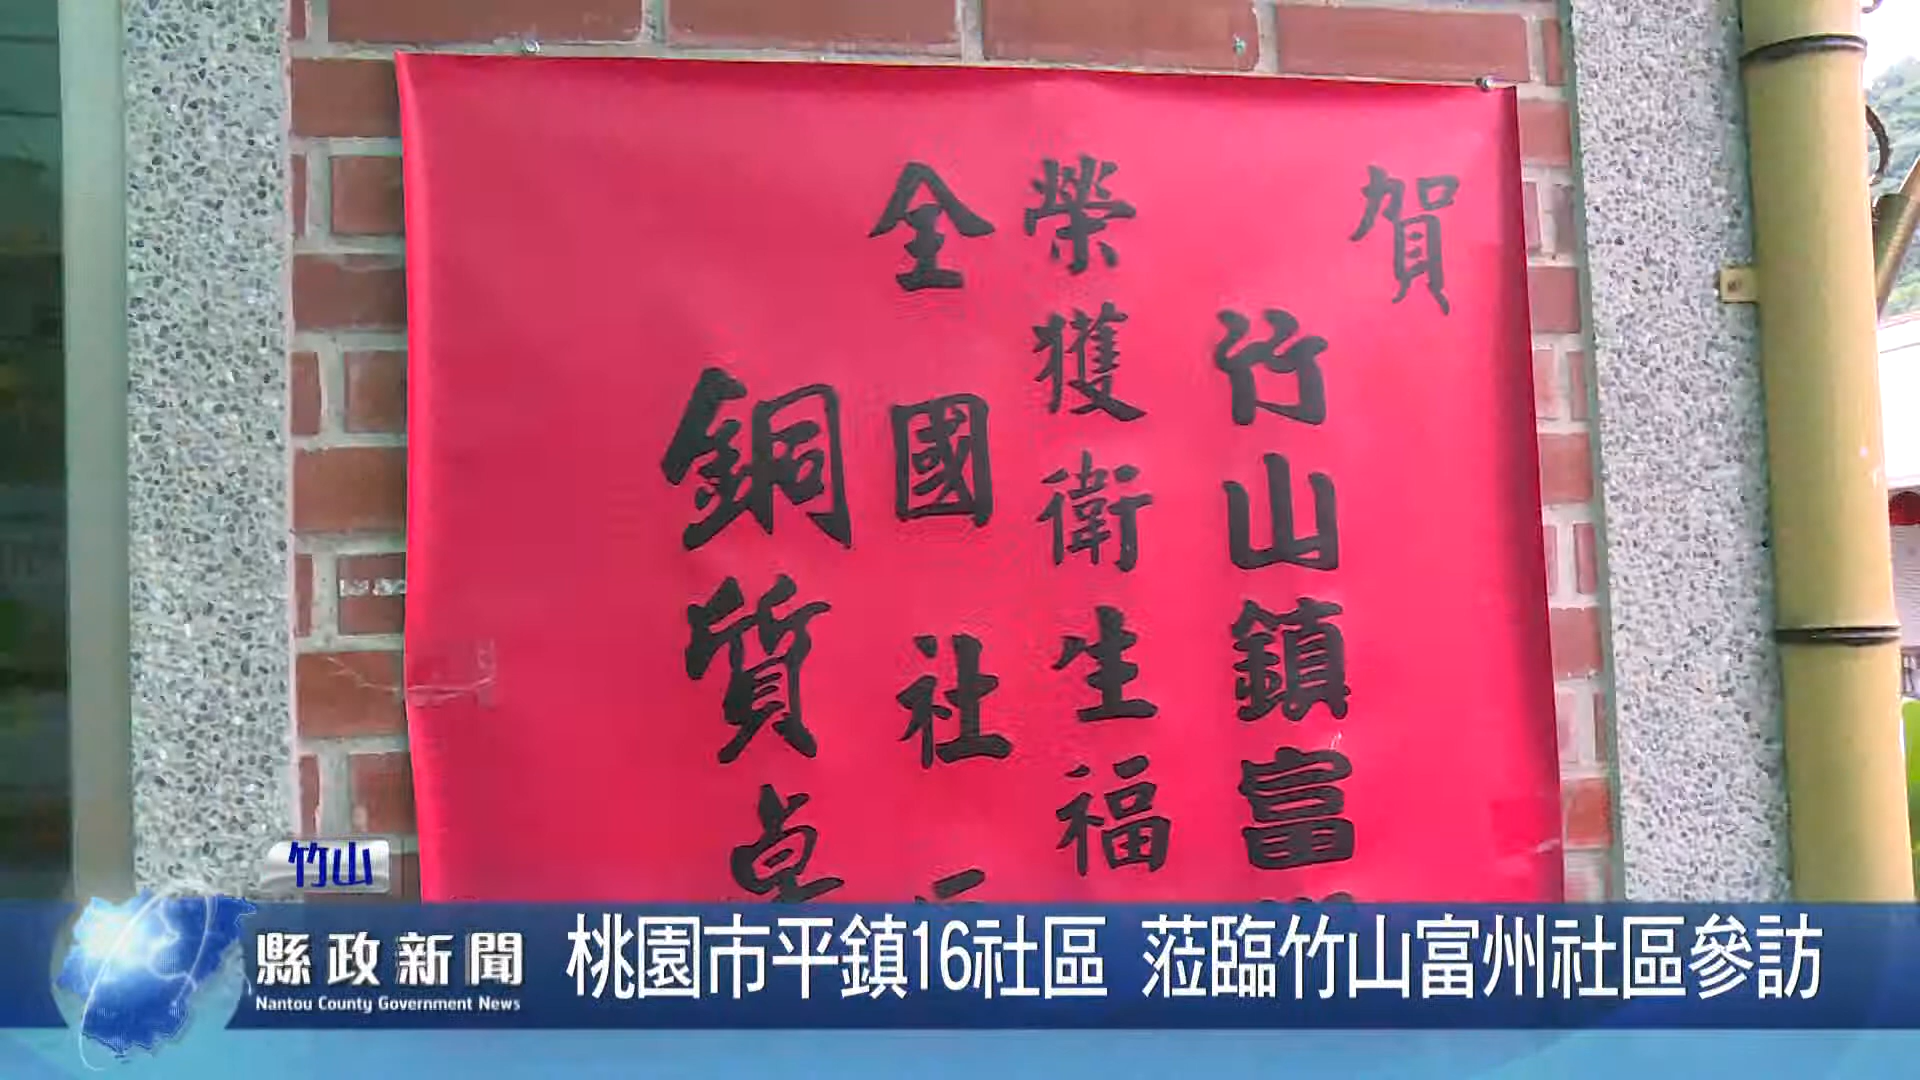 賀
竹山鎮富
榮獲衛生福
全國社
銅質卓
竹山
縣政新聞
Nantou County Government News
桃園市平鎮16社區 蒞臨竹山富州社區參訪